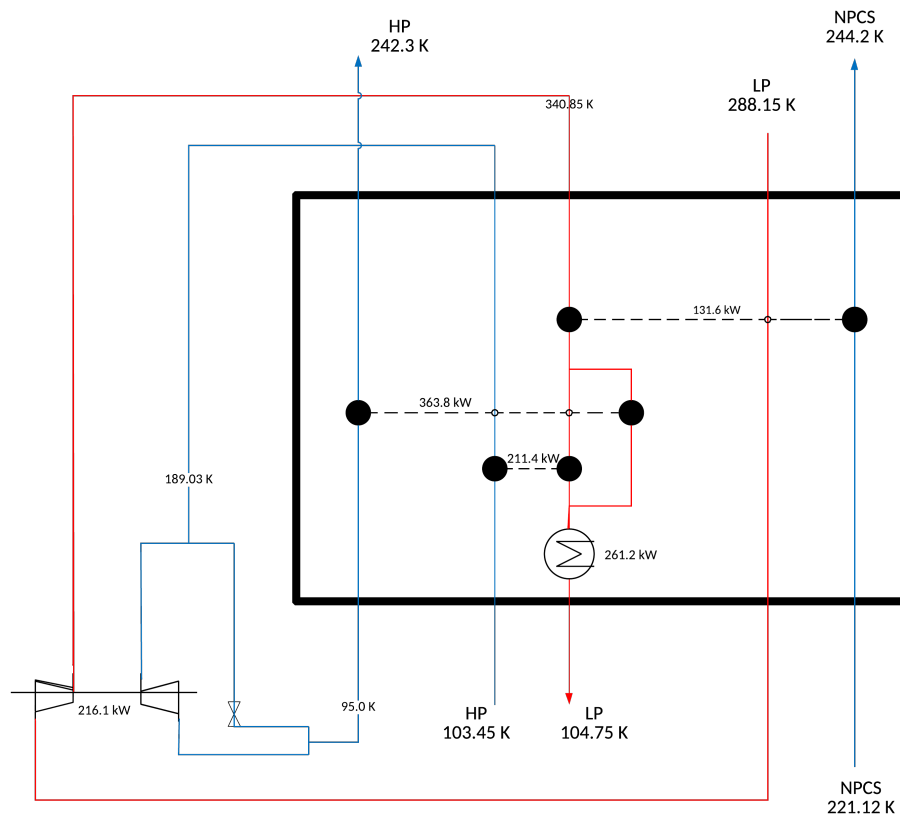 HP
242.3 K
NPCS
244.2 K
LP
288.15 K
340.85 K
131.6 kW
363.8 kW
211.4 kW
189.03 K
261.2 kW
95.0 K
216.1 kW
HP
103.45 K
LP
104.75 K
NPCS
221.12 K